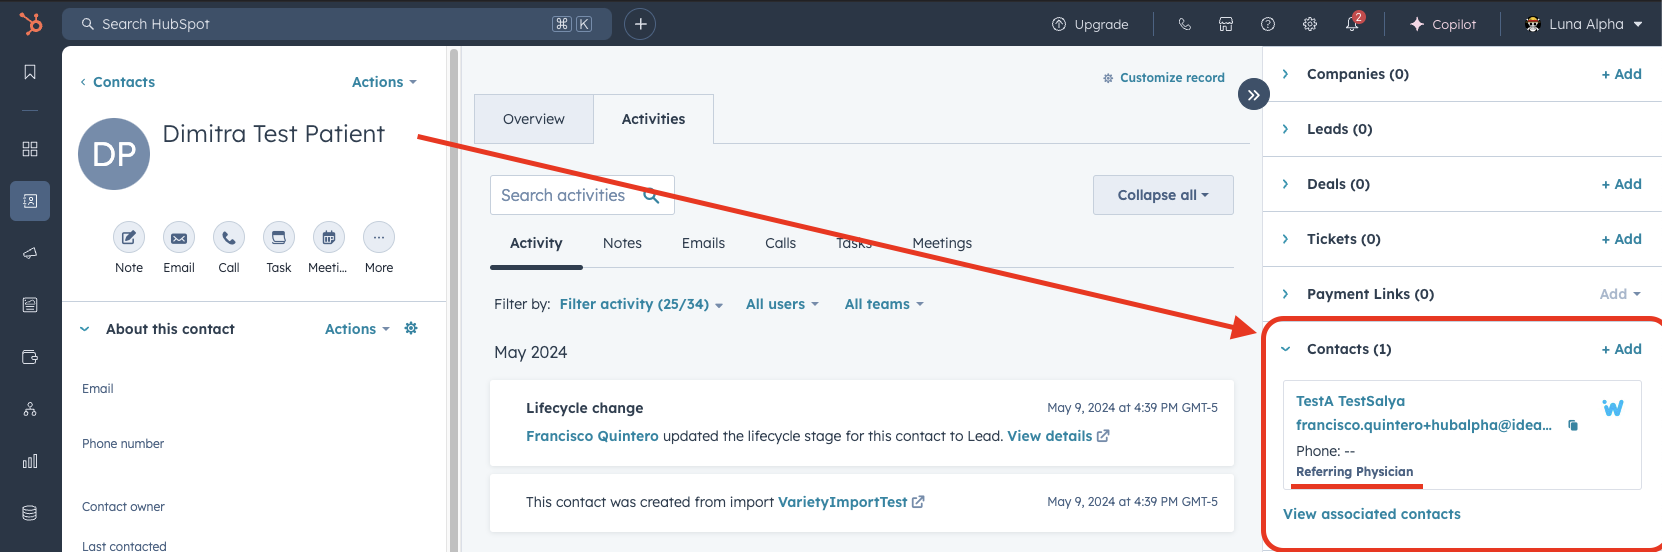 Search HubSpot
⌘ K
Upgrade
2
Copilot
Luna Alpha
Contacts
Actions
DP
Dimitra Test Patient
Note
Email
Call
Task
Meeti...
More
About this contact
Actions
Email
Phone number
Contact owner
Last contacted
Customize record
Overview
Activities
Search activities
Collapse all
Activity
Notes
Emails
Calls
Tasks
Meetings
Filter by: Filter activity (25/34) All users All teams
May 2024
Lifecycle change
May 9, 2024 at 4:39 PM GMT-5
Francisco Quintero updated the lifecycle stage for this contact to Lead. View details
This contact was created from import VarietyImportTest
May 9, 2024 at 4:39 PM GMT-5
Companies (0)
+ Add
Leads (0)
Deals (0)
+ Add
Tickets (0)
+ Add
Payment Links (0)
Add
Contacts (1)
+ Add
TestA TestSalya
francisco.quintero+hubalpha@idea...
Phone: --
Referring Physician
View associated contacts